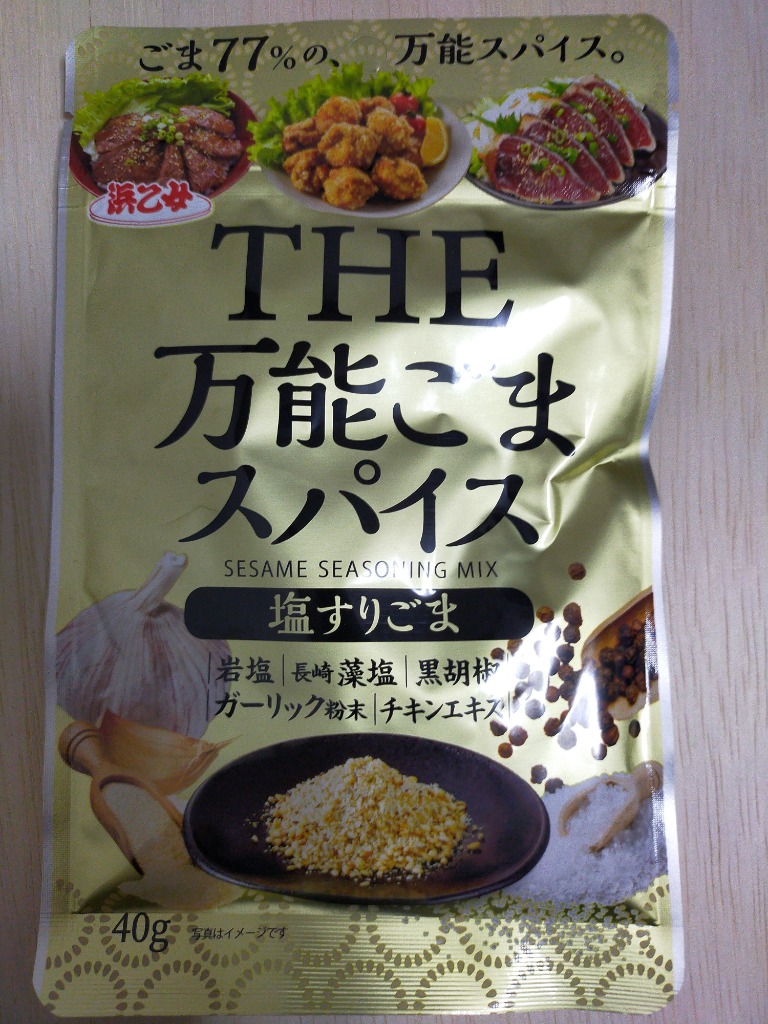 ごま77%の、万能スパイス。
浜乙女
THE
万能ごま
スパイス
SESAME SEASONING MIX
塩すりごま
岩塩|長崎藻塩|黒胡椒
ガーリック粉末|チキンエキス
40g 写真はイメージです